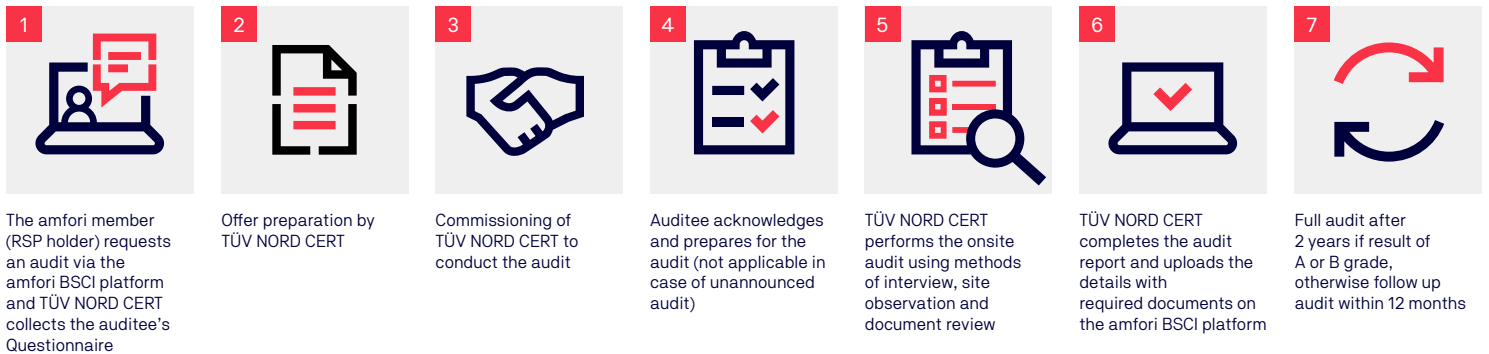 1
The amfori member
(RSP holder) requests
an audit via the
amfori BSCI platform
and TÜV NORD CERT
collects the auditee's
Questionnaire
2
Offer preparation by
TÜV NORD CERT
3
Commissioning of
TÜV NORD CERT to
conduct the audit
4
Auditee acknowledges
and prepares for the
audit (not applicable in
case of unannounced
audit)
5
TÜV NORD CERT
performs the onsite
audit using methods
of interview, site
observation and
document review
6
TÜV NORD CERT
completes the audit
report and uploads the
details with
required documents on
the amfori BSCI platform
7
Full audit after
2 years if result of
A or B grade,
otherwise follow up
audit within 12 months